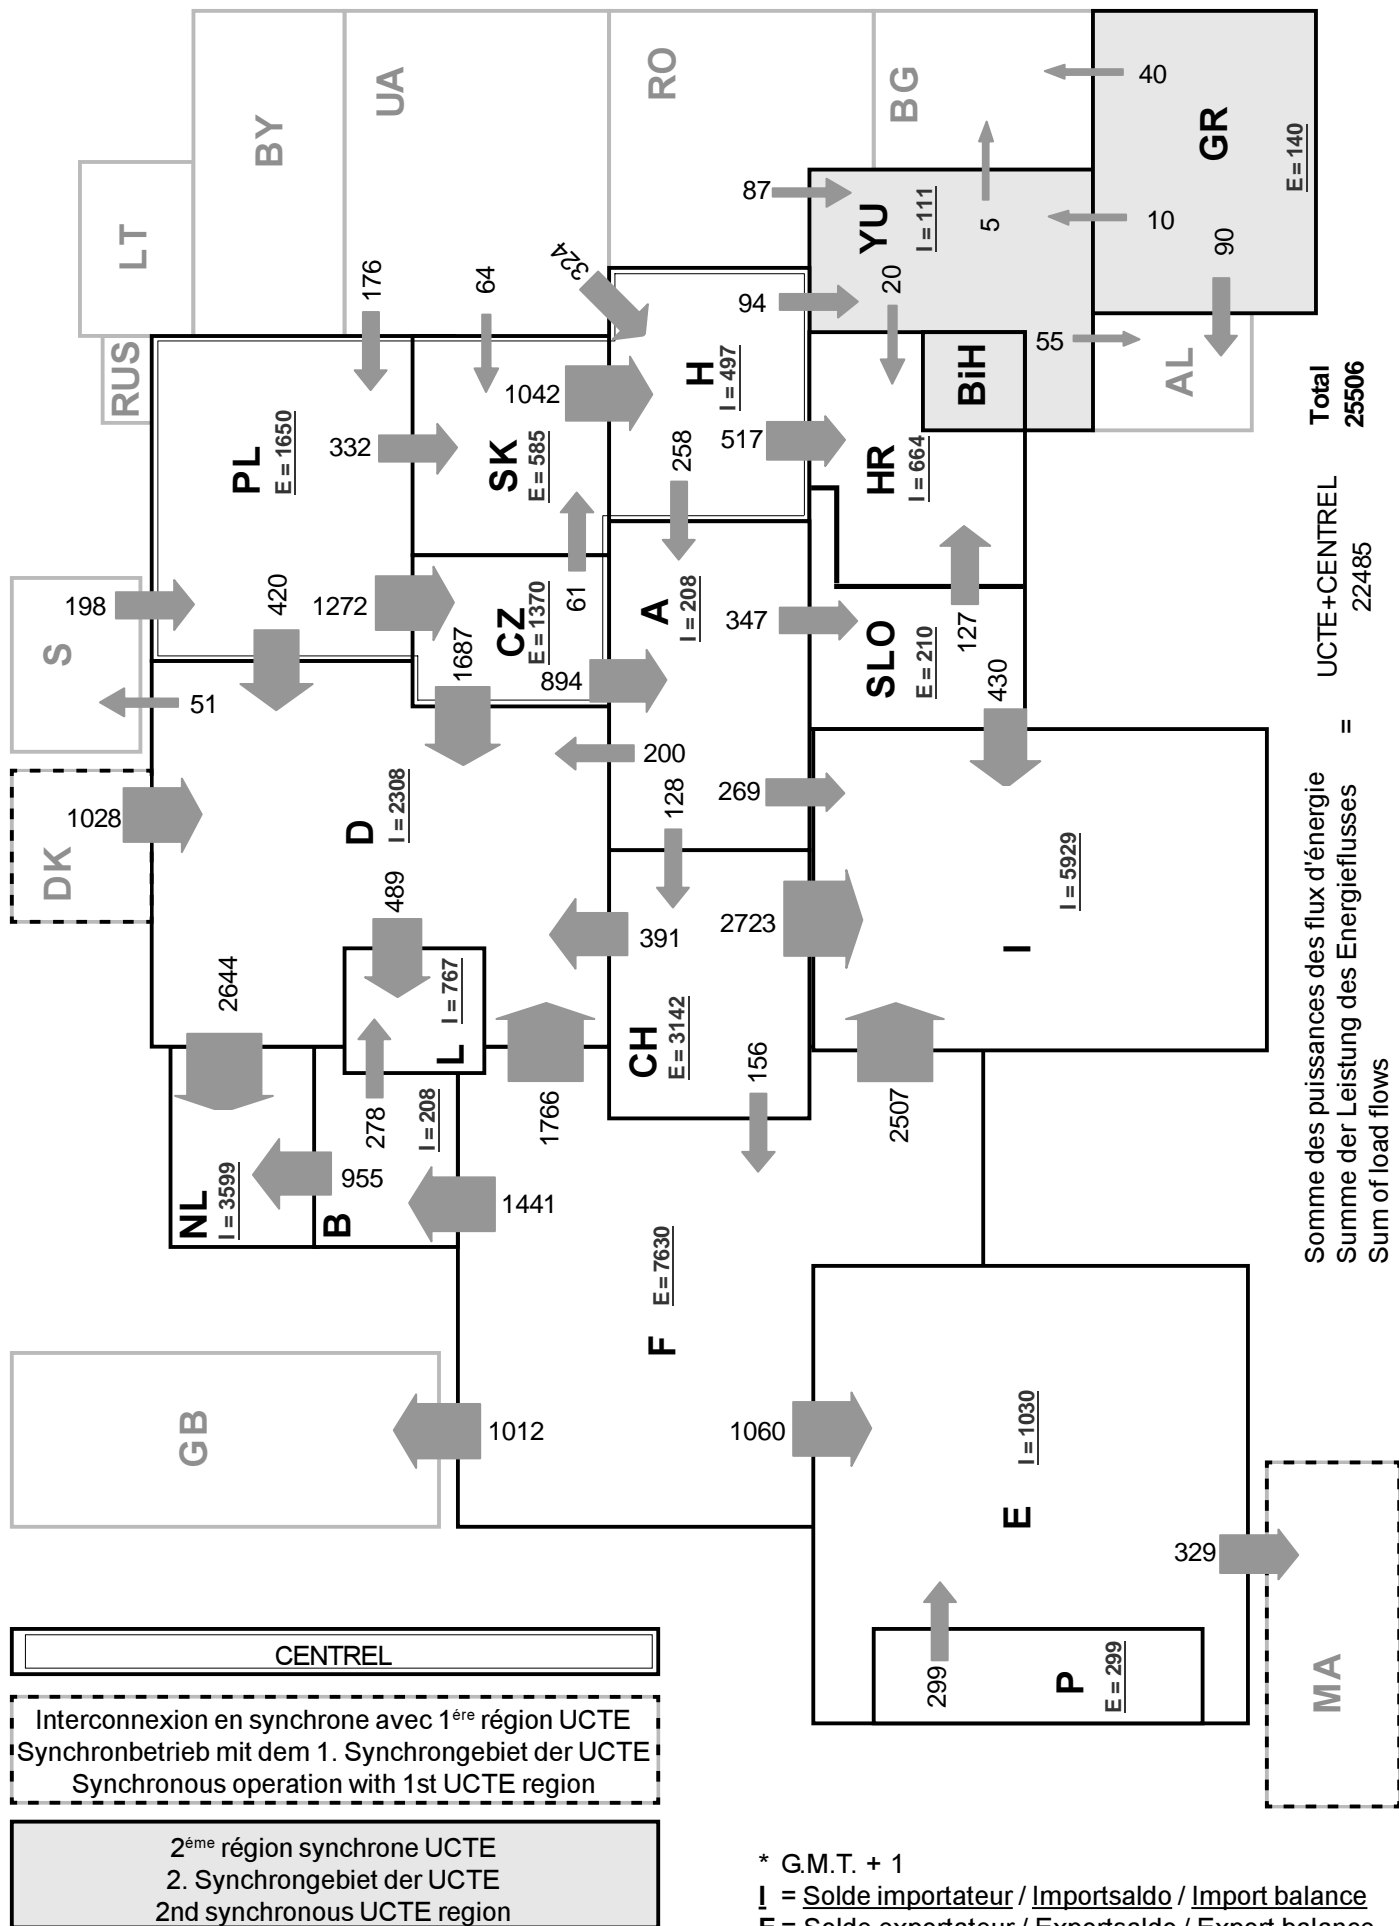 LT
BY
UA
RO
BG
40
GR
E = 140
RUS
176
64
324
87
YU
I = 111
5
10
90
20
94
PL
E = 1650
332
1042
SK
E = 585
H
I = 497
517
258
BiH
55
AL
HR
I = 664
Total
25506
S
198
420
1272
61
CZ
E = 1370
1687
894
A
I = 208
347
SLO
E = 210
127
430
UCTE+CENTREL
22485
51
DK
1028
D
I = 2308
200
128
269
489
391
2723
I
I = 5929
=
Somme des puissances des flux d'énergie
Summe der Leistung des Energieflusses
Sum of load flows
2644
L
I = 767
CH
E = 3142
156
NL
I = 3599
955
278
I = 208
B
1766
1441
2507
F
E = 7630
GB
1012
1060
E
I = 1030
329
299
P
E = 299
MA
CENTREL
Interconnexion en synchrone avec 1ére région UCTE
Synchronbetrieb mit dem 1. Synchrongebiet der UCTE
Synchronous operation with 1st UCTE region
2éme région synchrone UCTE
2. Synchrongebiet der UCTE
2nd synchronous UCTE region
* G.M.T. + 1
I = Solde importateur / Importsaldo / Import balance
E = Solde exportateur / Exportsaldo / Export balance